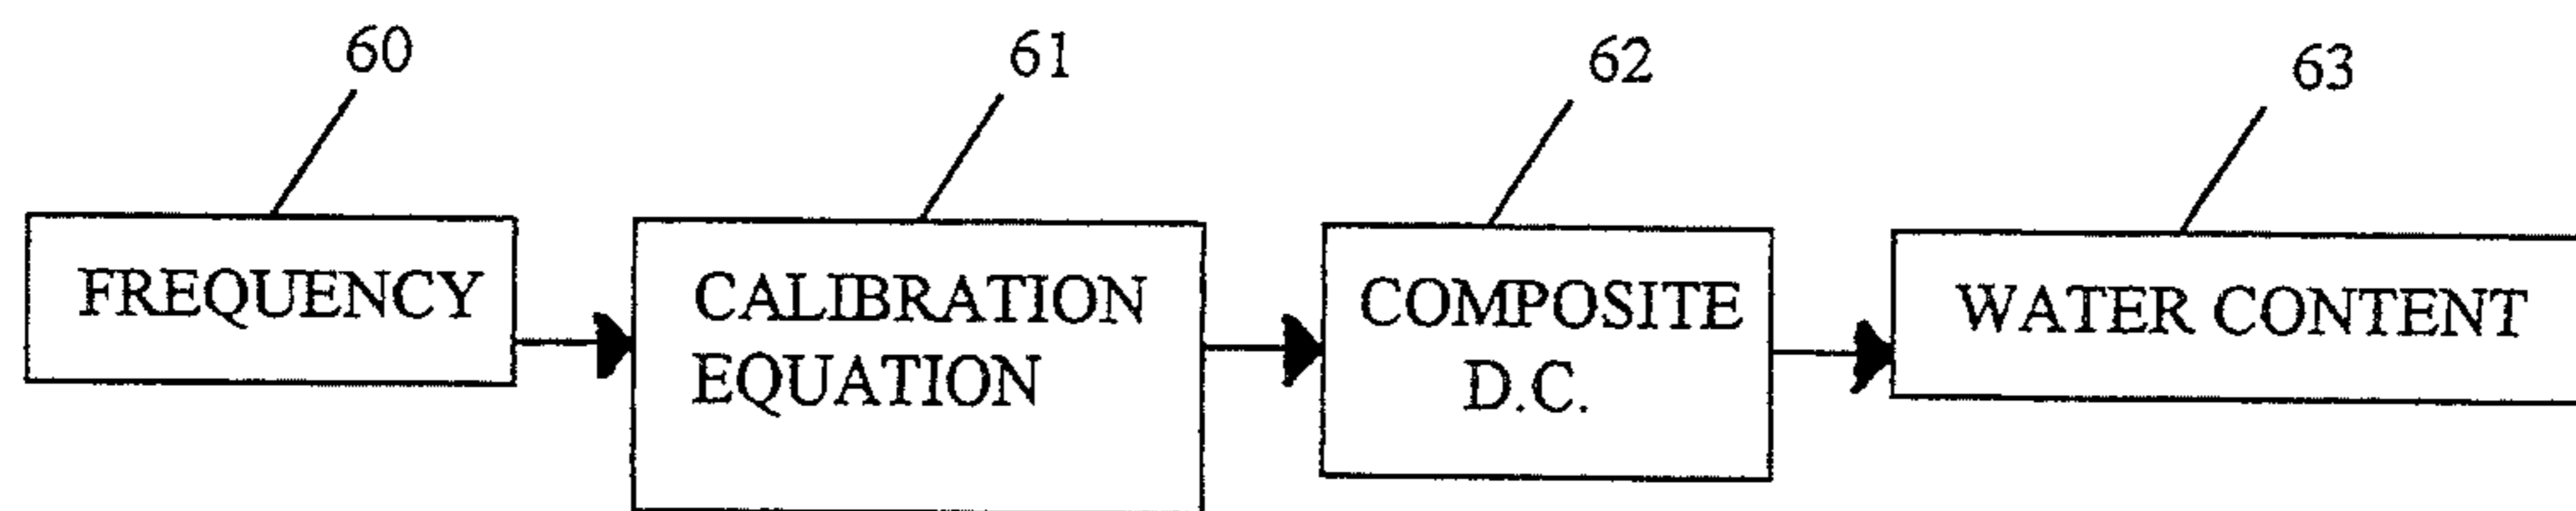 60
61
62
63
FREQUENCY
CALIBRATION
EQUATION
COMPOSITE
D.C.
WATER CONTENT